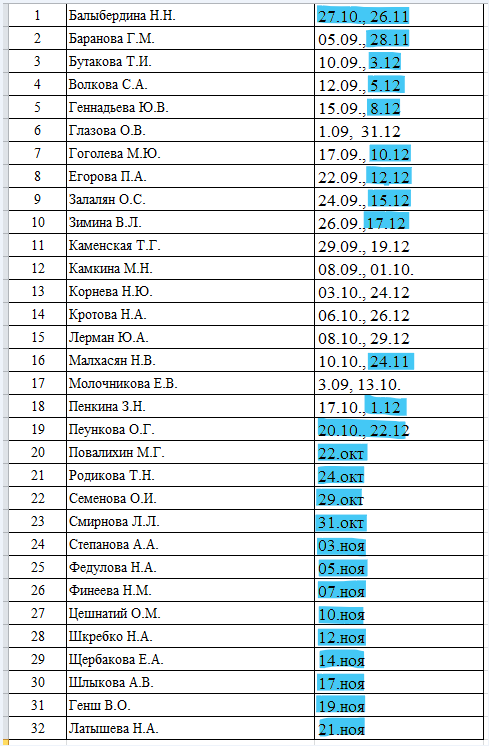 1 Балыбердина Н.Н. 27.10., 26.11
2 Баранова Г.М. 05.09., 28.11
3 Бутакова Т.И. 10.09., 3.12
4 Волкова С.А. 12.09., 5.12
5 Геннадьева Ю.В. 15.09., 8.12
6 Глазова О.В. 1.09, 31.12
7 Гоголева М.Ю. 17.09., 10.12
8 Егорова П.А. 22.09., 12.12
9 Залалян О.С. 24.09., 15.12
10 Зимина В.Л. 26.09.,17.12
11 Каменская Т.Г. 29.09., 19.12
12 Камкина М.Н. 08.09., 01.10.
13 Корнева Н.Ю. 03.10., 24.12
14 Кротова Н.А. 06.10., 26.12
15 Лерман Ю.А. 08.10., 29.12
16 Малхасян Н.В. 10.10., 24.11
17 Молочникова Е.В. 3.09, 13.10.
18 Пенкина З.Н. 17.10., 1.12
19 Пеункова О.Г. 20.10., 22.12
20 Повалихин М.Г. 22.окт
21 Родикова Т.Н. 24.окт
22 Семенова О.И. 29.окт
23 Смирнова Л.Л. 31.окт
24 Степанова А.А. 03.ноя
25 Федулова Н.А. 05.ноя
26 Финеева Н.М. 07.ноя
27 Цешнатий О.М. 10.ноя
28 Шкребко Н.А. 12.ноя
29 Щербакова Е.А. 14.ноя
30 Шлыкова А.В. 17.ноя
31 Генш В.О. 19.ноя
32 Латышева Н.А. 21.ноя